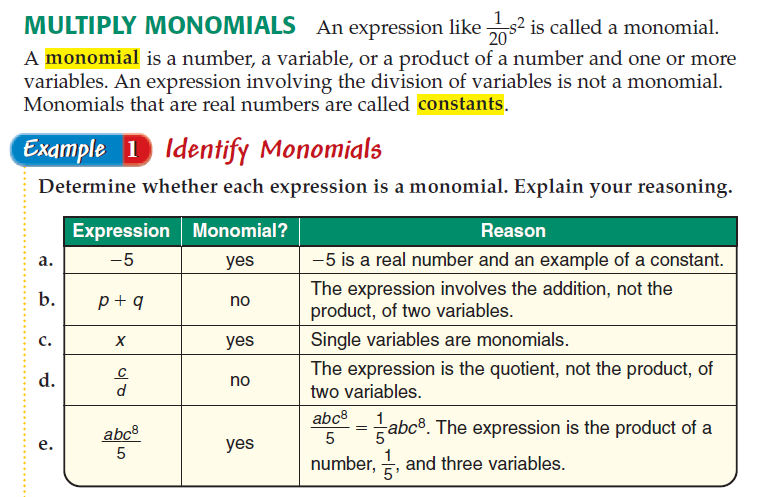 MULTIPLY MONOMIALS An expression like 1/20 s² is called a monomial.
A monomial is a number, a variable, or a product of a number and one or more
variables. An expression involving the division of variables is not a monomial.
Monomials that are real numbers are called constants.
Example 1 Identify Monomials
Determine whether each expression is a monomial. Explain your reasoning.
Expression Monomial? Reason
a. −5 yes −5 is a real number and an example of a constant.
b. p + q no The expression involves the addition, not the
product, of two variables.
c. x yes Single variables are monomials.
d. c/d no The expression is the quotient, not the product, of
two variables.
e. abc⁸/5 yes abc⁸/5 = 1/5 abc⁸. The expression is the product of a
number, 1/5, and three variables.